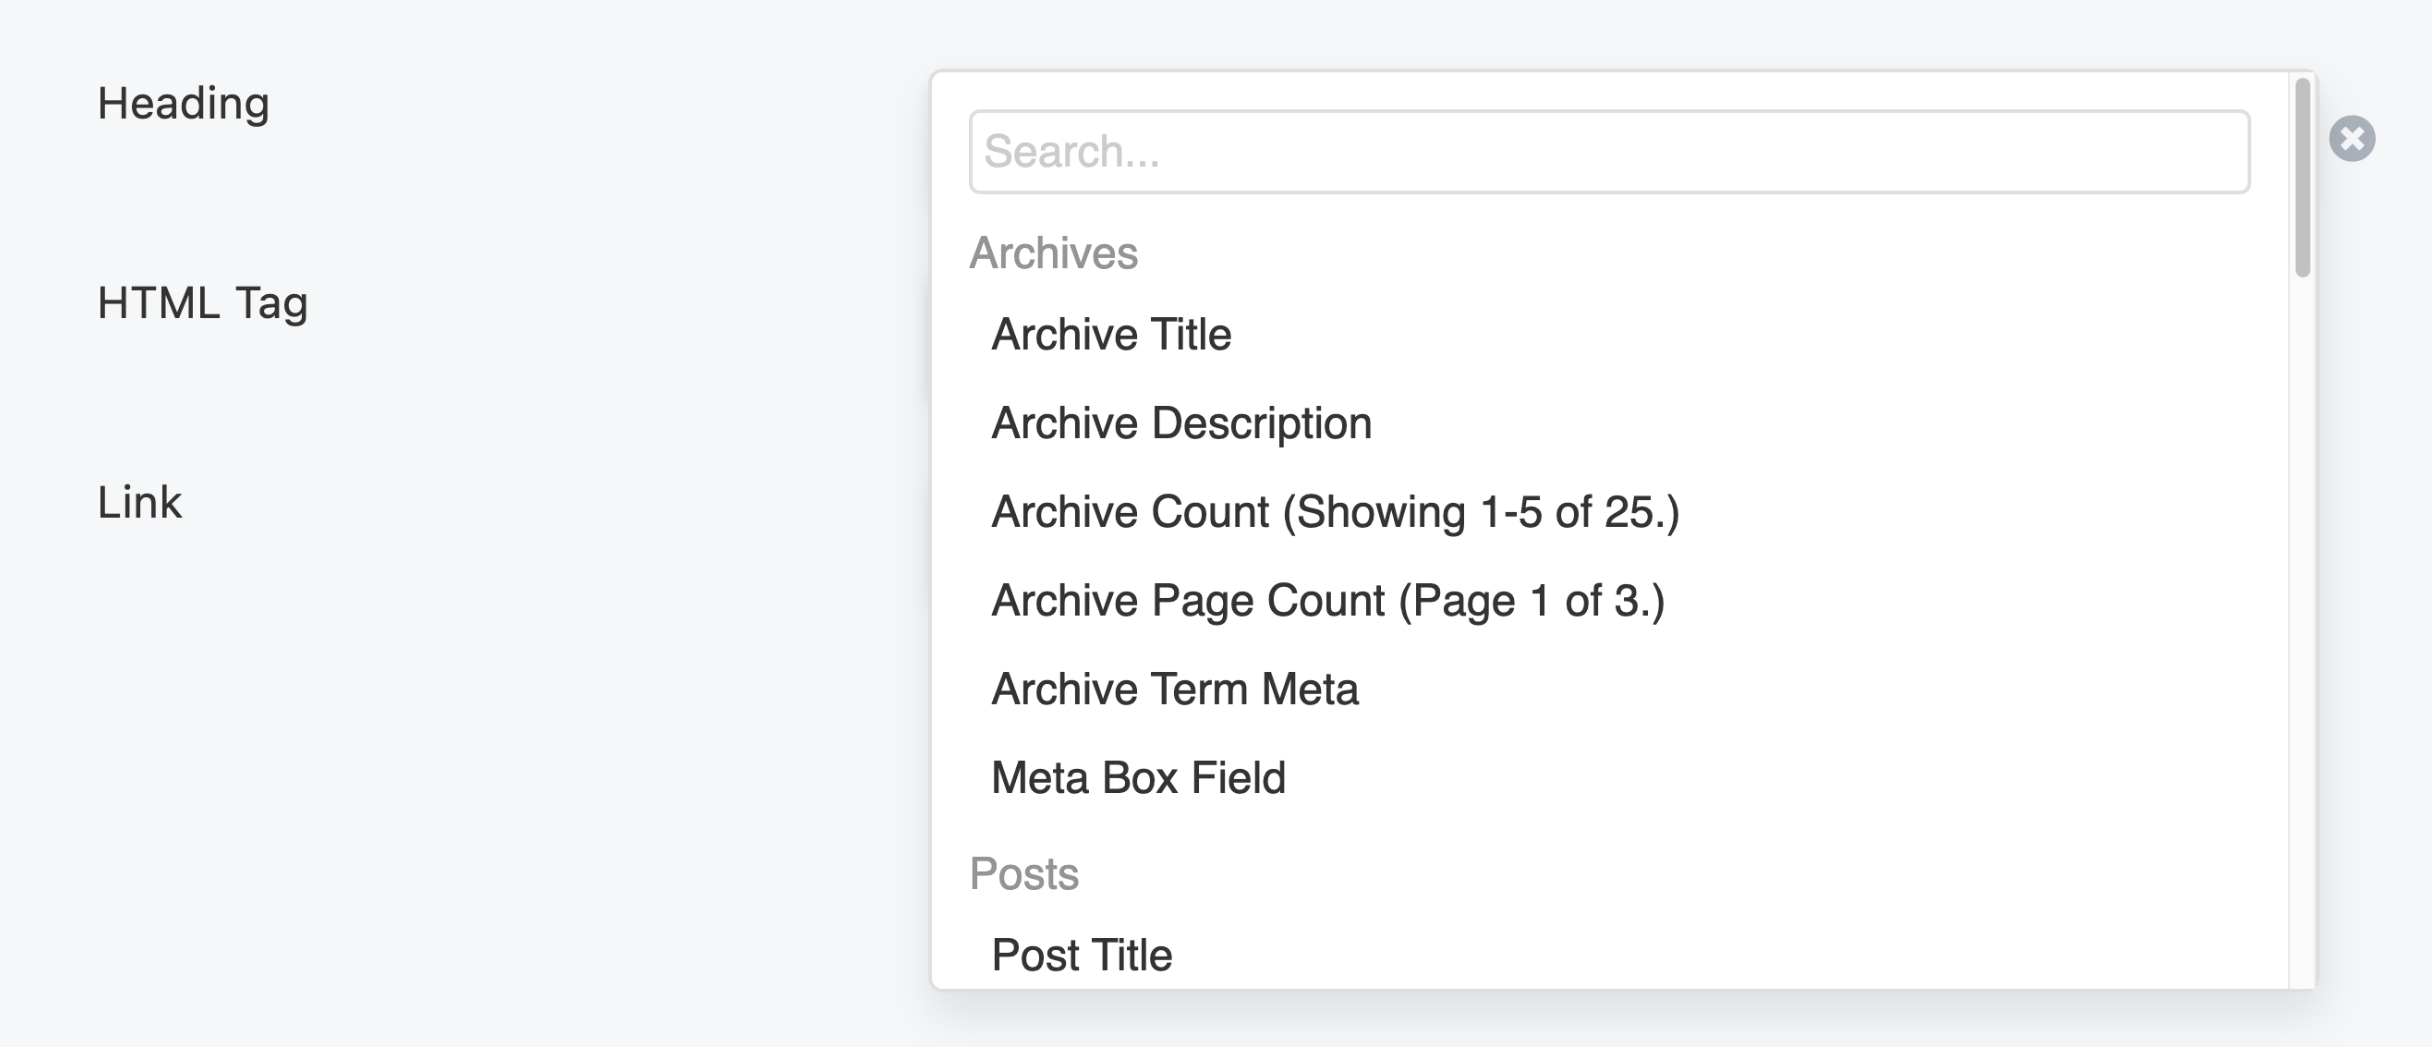 Heading
HTML Tag
Link
Search...
Archives
Archive Title
Archive Description
Archive Count (Showing 1-5 of 25.)
Archive Page Count (Page 1 of 3.)
Archive Term Meta
Meta Box Field
Posts
Post Title